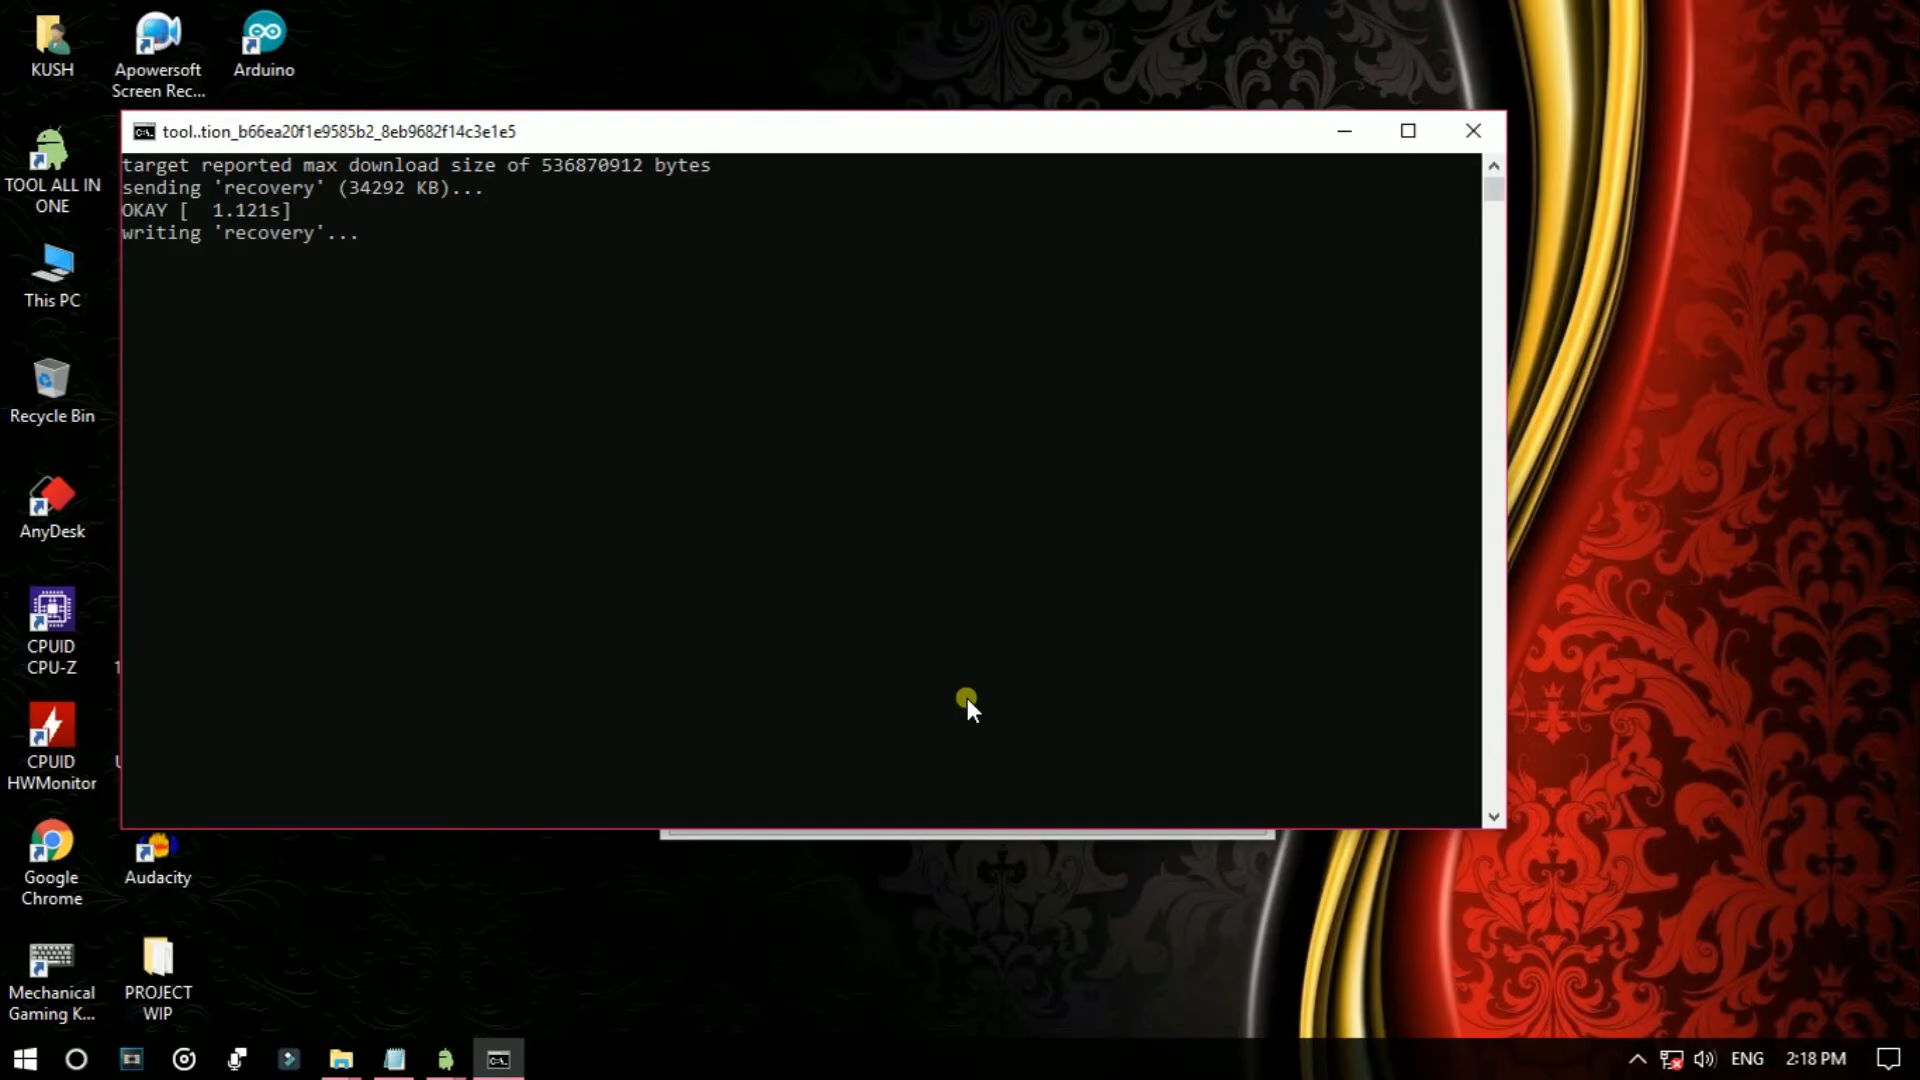 KUSH
Apowersoft
Screen Rec...
Arduino
TOOL ALL IN
ONE
This PC
Recycle Bin
AnyDesk
CPUID
CPU-Z
CPUID
HWMonitor
Google
Chrome
Audacity
Mechanical
Gaming K...
PROJECT
WIP
tool..tion_b66ea20f1e9585b2_8eb9682f14c3e1e5
target reported max download size of 536870912 bytes
sending 'recovery' (34292 KB)...
OKAY [  1.121s]
writing 'recovery'...
ENG
2:18 PM